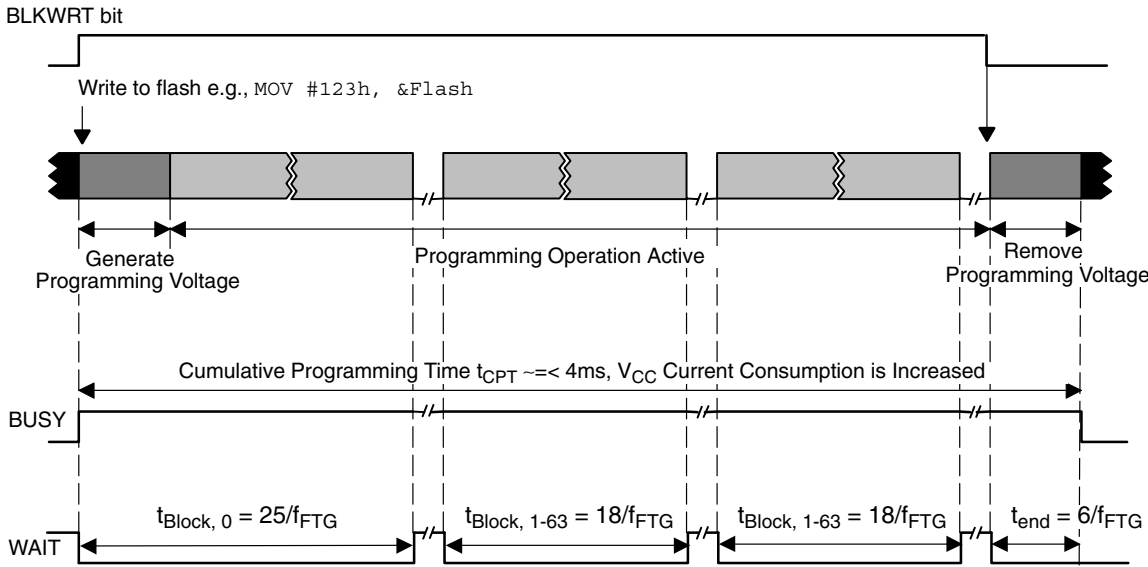 BLKWRT bit
Write to flash e.g., MOV #123h, &Flash
Generate
Programming Voltage
Programming Operation Active
Remove
Programming Voltage
Cumulative Programming Time tCPT ~=< 4ms, VCC Current Consumption is Increased
BUSY
tBlock, 0 = 25/fFTG
tBlock, 1-63 = 18/fFTG
tBlock, 1-63 = 18/fFTG
tend = 6/fFTG
WAIT